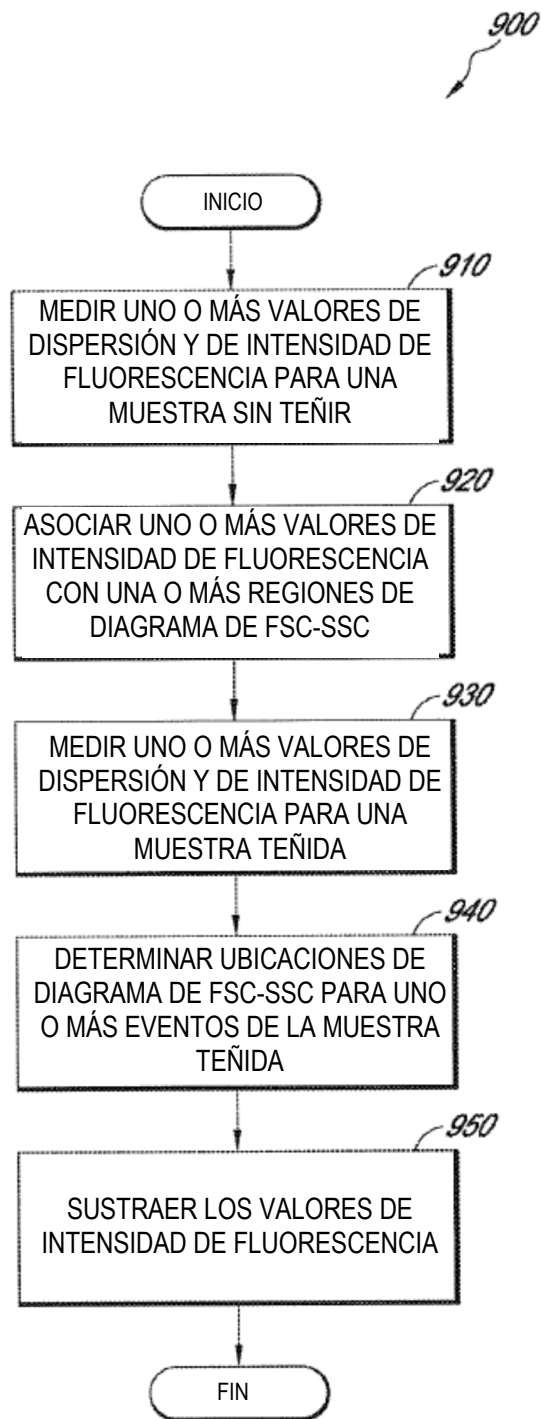 900
INICIO
910
MEDIR UNO O MÁS VALORES DE
DISPERSIÓN Y DE INTENSIDAD DE
FLUORESCENCIA PARA UNA
MUESTRA SIN TEÑIR
920
ASOCIAR UNO O MÁS VALORES DE
INTENSIDAD DE FLUORESCENCIA
CON UNA O MÁS REGIONES DE
DIAGRAMA DE FSC-SSC
930
MEDIR UNO O MÁS VALORES DE
DISPERSIÓN Y DE INTENSIDAD DE
FLUORESCENCIA PARA UNA
MUESTRA TEÑIDA
940
DETERMINAR UBICACIONES DE
DIAGRAMA DE FSC-SSC PARA UNO
O MÁS EVENTOS DE LA MUESTRA
TEÑIDA
950
SUSTRAER LOS VALORES DE
INTENSIDAD DE FLUORESCENCIA
FIN